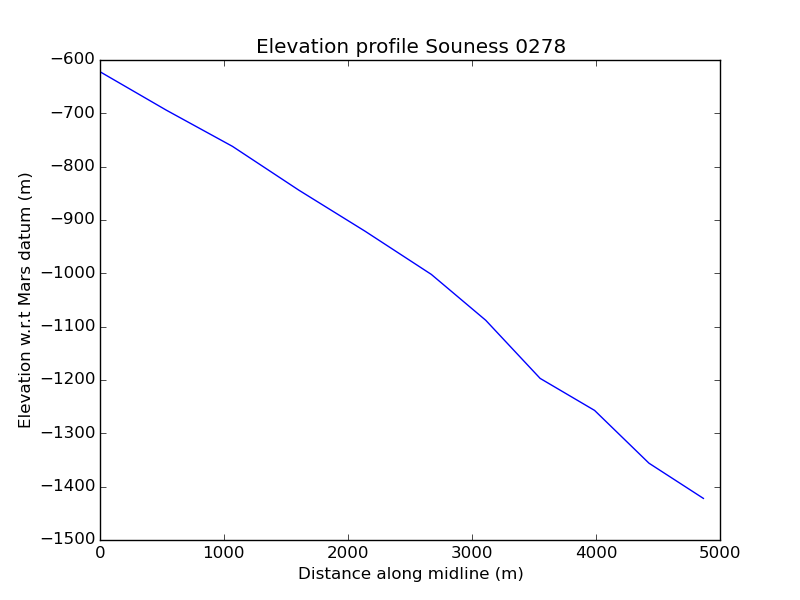 Elevation profile Souness 0278
−600
−700
−800
−900
−1000
−1100
−1200
−1300
−1400
−1500
Elevation w.r.t Mars datum (m)
0 1000 2000 3000 4000 5000
Distance along midline (m)